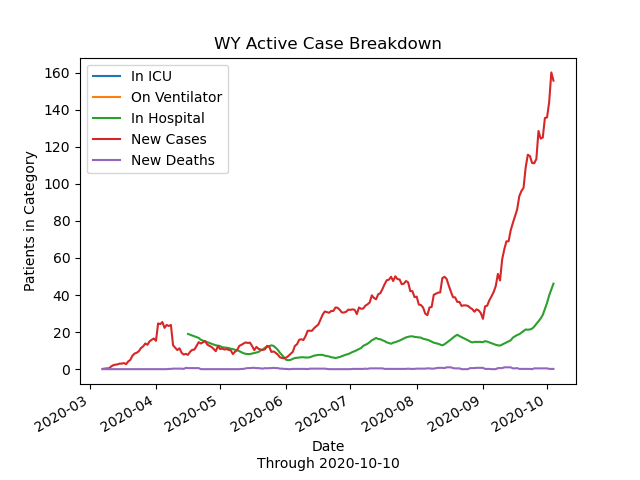 WY Active Case Breakdown
In ICU
On Ventilator
In Hospital
New Cases
New Deaths
Patients in Category
160
140
120
100
80
60
40
20
0
2020-03
2020-04
2020-05
2020-06
2020-07
2020-08
2020-09
2020-10
Date
Through 2020-10-10